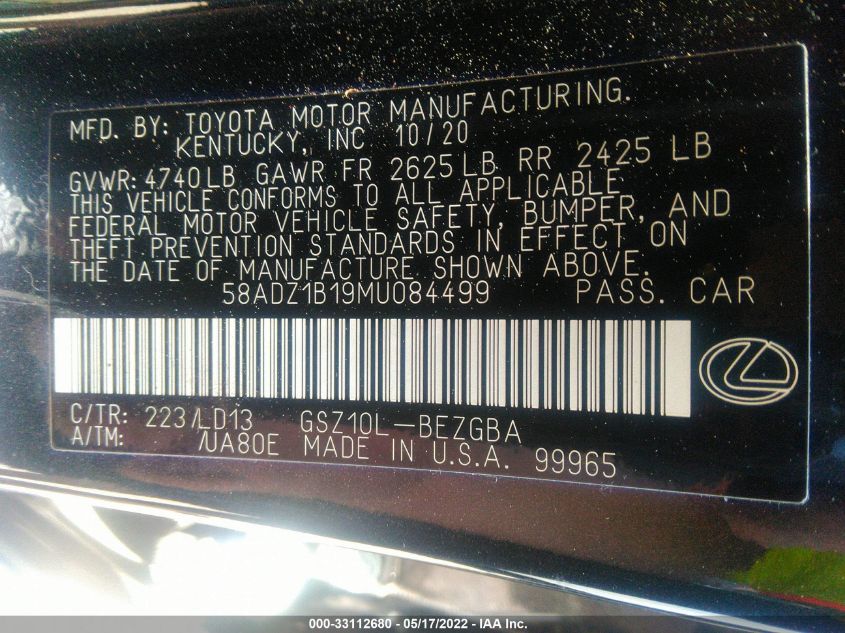 MFD. BY: TOYOTA MOTOR MANUFACTURING.
KENTUCKY, INC 10/20
GVWR: 4740LB GAWR FR 2625LB RR 2425 LB
THIS VEHICLE CONFORMS TO ALL APPLICABLE
FEDERAL MOTOR VEHICLE SAFETY, BUMPER, AND
THEFT PREVENTION STANDARDS IN EFFECT ON
THE DATE OF MANUFACTURE SHOWN ABOVE.
58ADZ1B19MU084499 PASS. CAR
C/TR: 223/LD13 GSZ10L-BEZGBA
A/TM: /UA80E MADE IN U.S.A. 99965
000-33112680 - 05/17/2022 - IAA Inc.